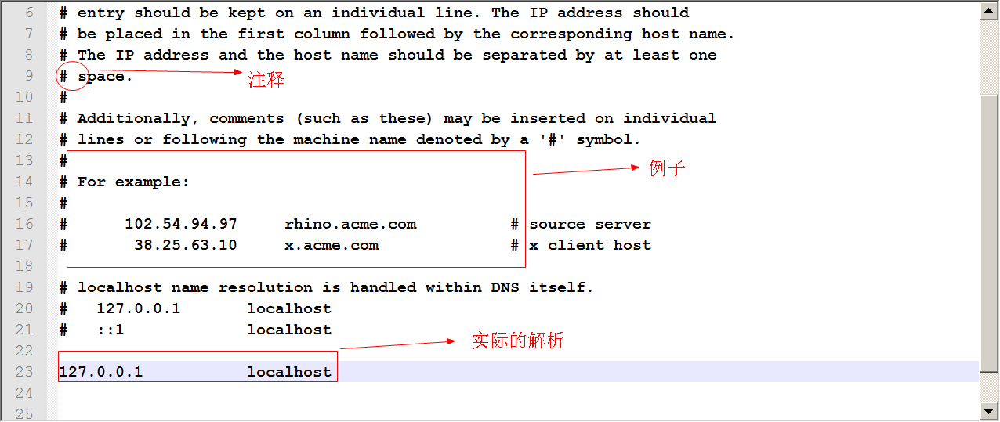 6 # entry should be kept on an individual line. The IP address should
7 # be placed in the first column followed by the corresponding host name.
8 # The IP address and the host name should be separated by at least one
9 # space.
注释
10 #
11 # Additionally, comments (such as these) may be inserted on individual
12 # lines or following the machine name denoted by a '#' symbol.
13 #
例子
14 # For example:
15 #
16 # 102.54.94.97 rhino.acme.com # source server
17 # 38.25.63.10 x.acme.com # x client host
18
19 # localhost name resolution is handled within DNS itself.
20 # 127.0.0.1 localhost
21 # ::1 localhost
实际的解析
22
23 127.0.0.1 localhost
24
25